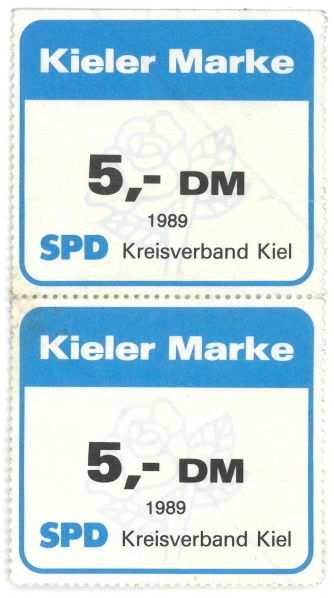 Kieler Marke
5,- DM
1989
SPD Kreisverband Kiel
Kieler Marke
5,- DM
1989
SPD Kreisverband Kiel